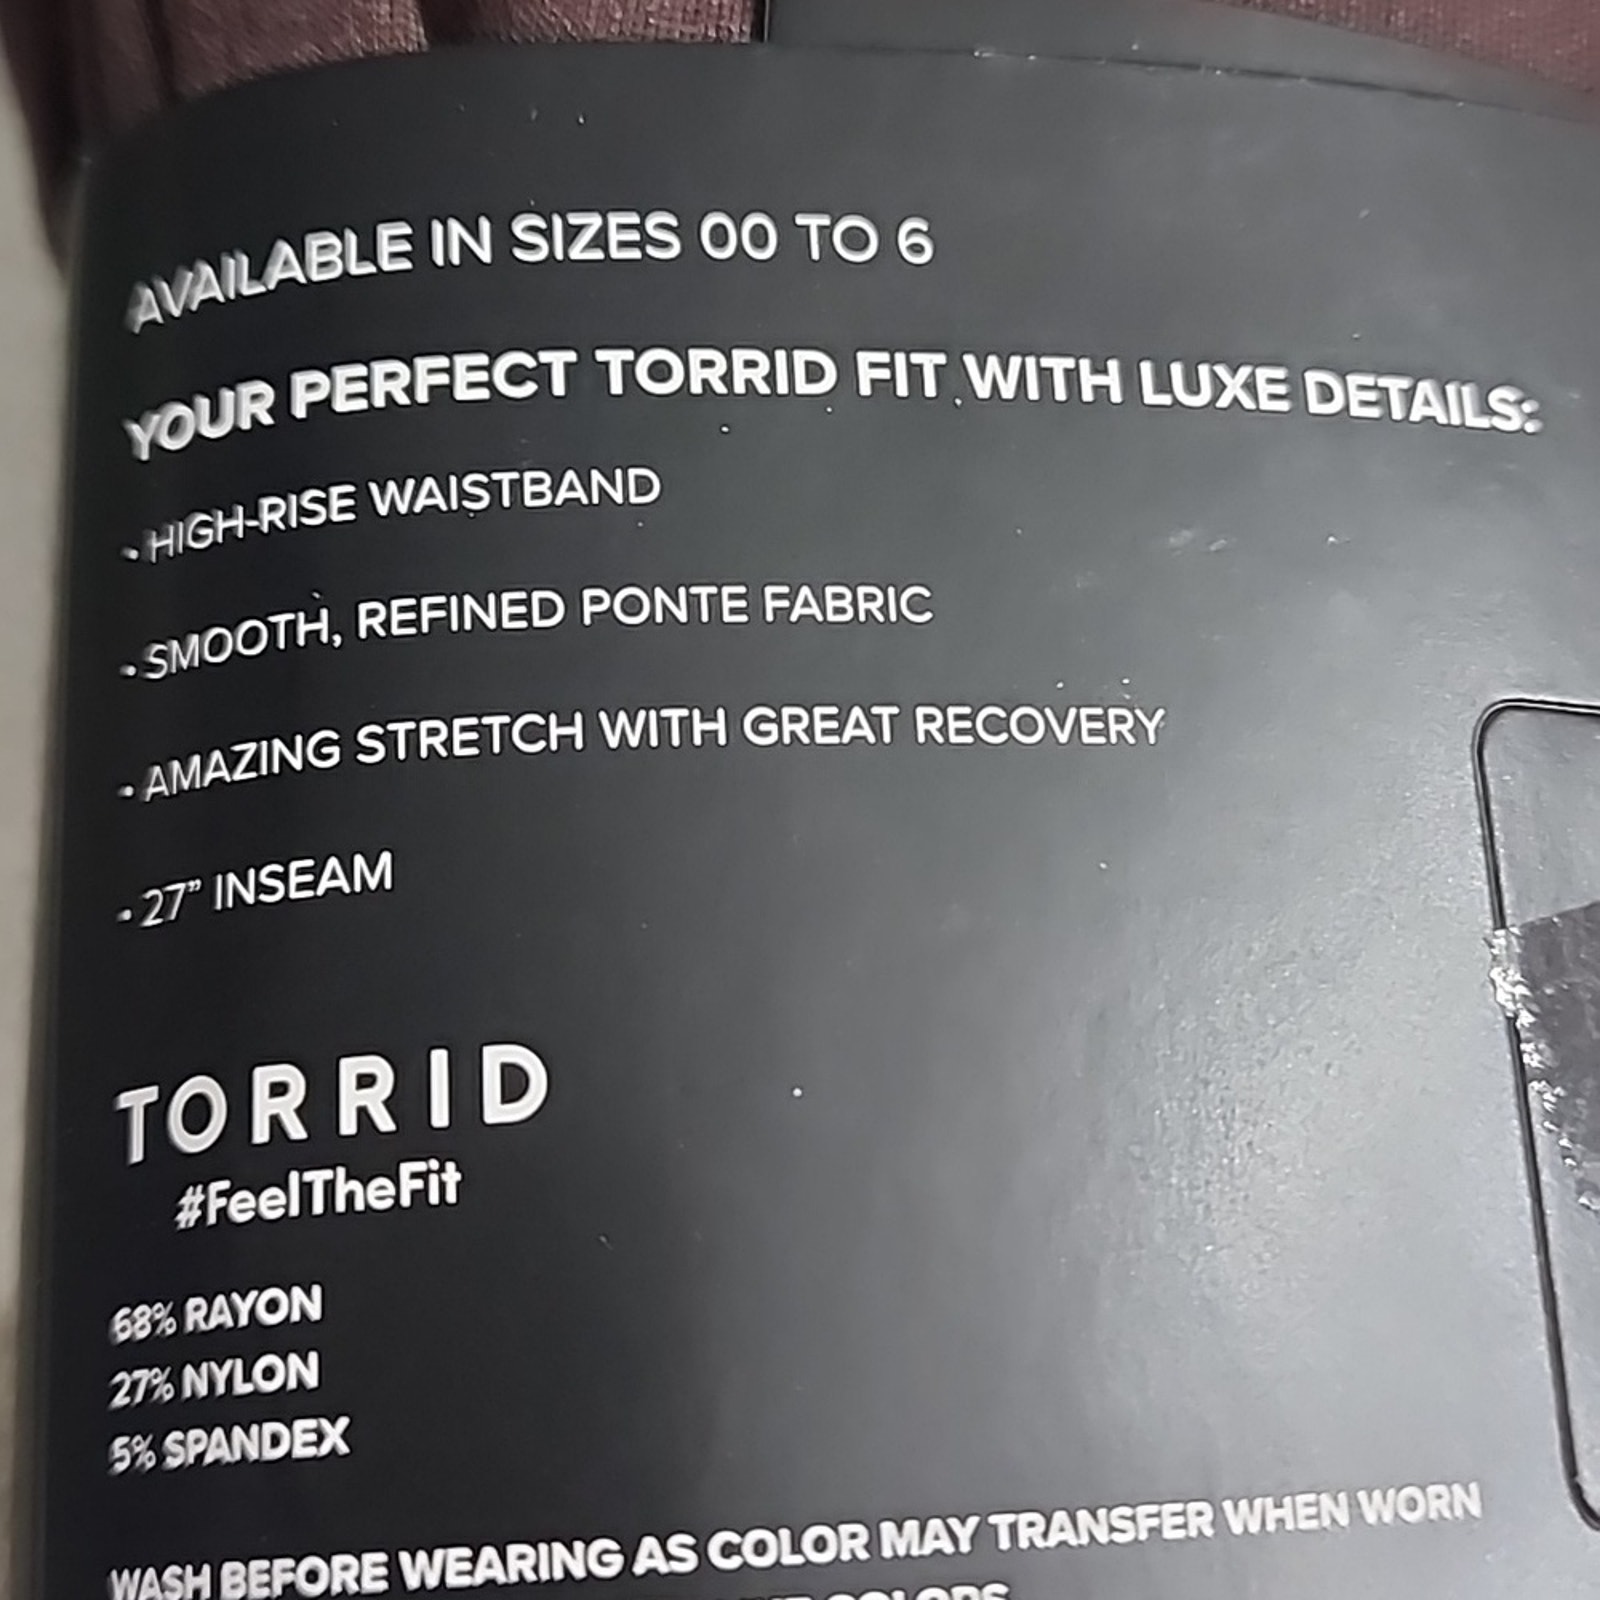 AVAILABLE IN SIZES 00 TO 6
YOUR PERFECT TORRID FIT WITH LUXE DETAILS:
• HIGH-RISE WAISTBAND
• SMOOTH, REFINED PONTE FABRIC
• AMAZING STRETCH WITH GREAT RECOVERY
• 27” INSEAM
TORRID
#FeelTheFit
68% RAYON
27% NYLON
5% SPANDEX
WASH BEFORE WEARING AS COLOR MAY TRANSFER WHEN WORN
COLORS